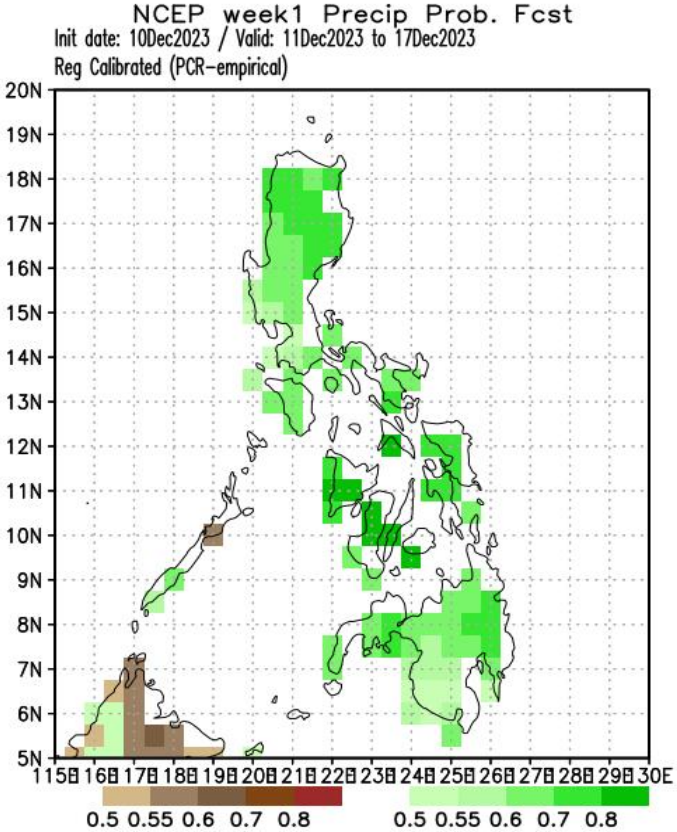 NCEP week1 Precip Prob. Fcst
Init date: 10Dec2023 / Valid: 11Dec2023 to 17Dec2023
Reg Calibrated (PCR-empirical)
20N
19N
18N
17N
16N
15N
14N
13N
12N
11N
10N
9N
8N
7N
6N
5N
115E 116E 117E 118E 119E 120E 121E 122E 123E 124E 125E 126E 127E 128E 129E 130E
0.5 0.55 0.6 0.7 0.8 0.5 0.55 0.6 0.7 0.8